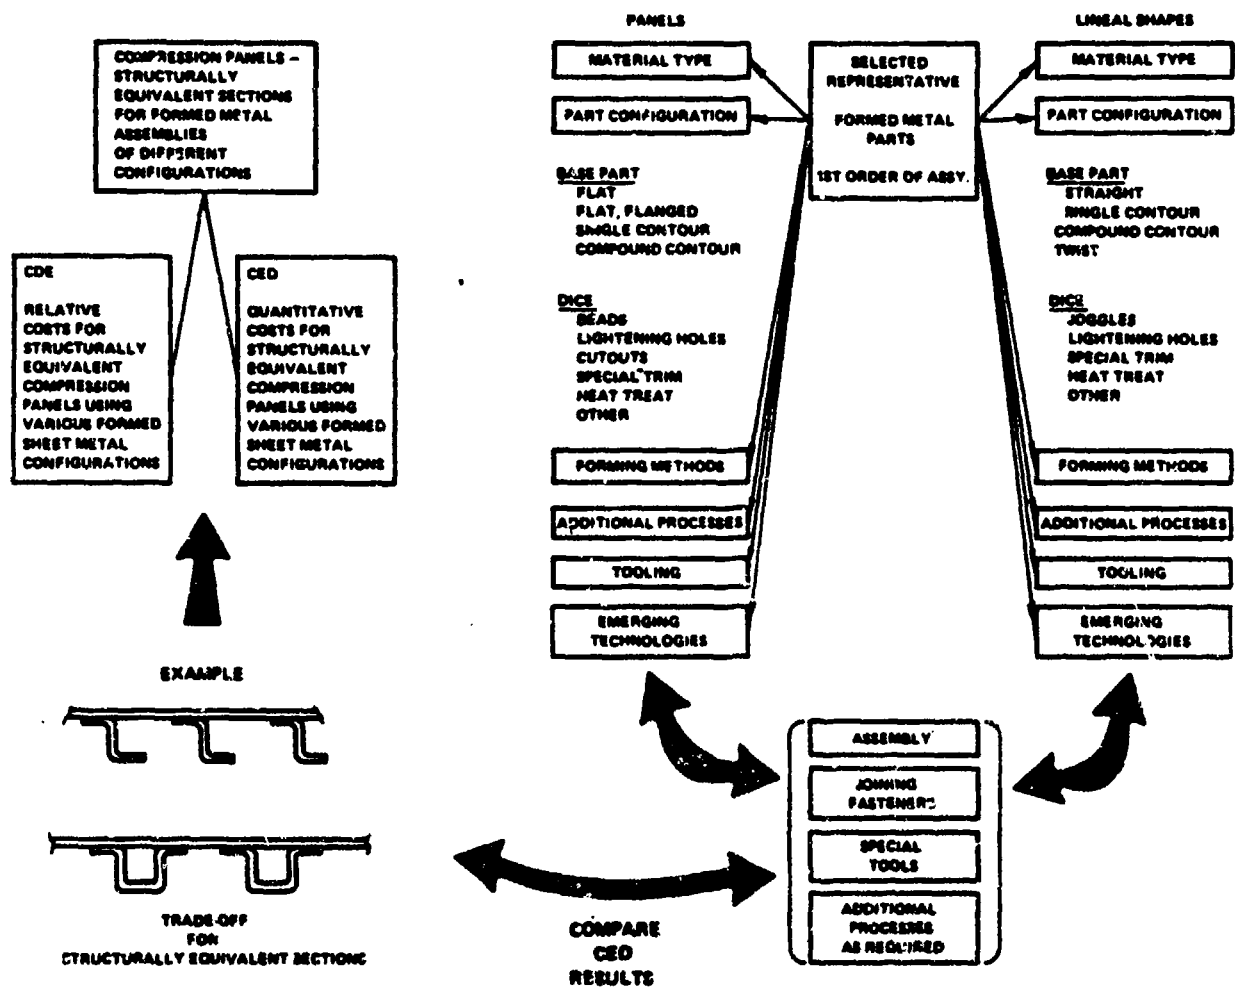 COMPRESSION PANELS –
STRUCTURALLY
EQUIVALENT SECTIONS
FOR FORMED METAL
ASSEMBLIES
OF DIFFERENT
CONFIGURATIONS
CDE
RELATIVE
COSTS FOR
STRUCTURALLY
EQUIVALENT
COMPRESSION
PANELS USING
VARIOUS FORMED
SHEET METAL
CONFIGURATIONS
CED
QUANTITATIVE
COSTS FOR
STRUCTURALLY
EQUIVALENT
COMPRESSION
PANELS USING
VARIOUS FORMED
SHEET METAL
CONFIGURATIONS
EXAMPLE
TRADE-OFF
FOR
STRUCTURALLY EQUIVALENT SECTIONS
PANELS
MATERIAL TYPE
PART CONFIGURATION
BASE PART
FLAT
FLAT, FLANGED
SINGLE CONTOUR
COMPOUND CONTOUR
DICE
BEADS
LIGHTENING HOLES
CUTOUTS
SPECIAL TRIM
HEAT TREAT
OTHER
FORMING METHODS
ADDITIONAL PROCESSES
TOOLING
EMERGING
TECHNOLOGIES
SELECTED
REPRESENTATIVE
FORMED METAL
PARTS
1ST ORDER OF ASSY.
LINEAL SHAPES
MATERIAL TYPE
PART CONFIGURATION
BASE PART
STRAIGHT
SINGLE CONTOUR
COMPOUND CONTOUR
TWIST
DICE
JOGGLES
LIGHTENING HOLES
SPECIAL TRIM
HEAT TREAT
OTHER
FORMING METHODS
ADDITIONAL PROCESSES
TOOLING
EMERGING
TECHNOLOGIES
ASSEMBLY
JOINING
FASTENERS
SPECIAL
TOOLS
ADDITIONAL
PROCESSES
AS REQUIRED
COMPARE
CED
RESULTS